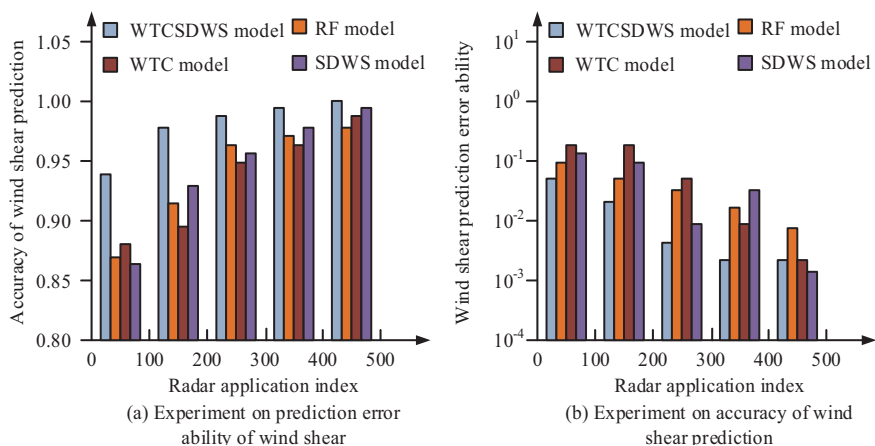 WTCSDWS model
RF model
WTC model
SDWS model
Accuracy of wind shear prediction
1.05
1.00
0.95
0.90
0.85
0.80
0
100
200
300
400
500
Radar application index
(a) Experiment on prediction error
ability of wind shear
WTCSDWS model
RF model
WTC model
SDWS model
Wind shear prediction error ability
10¹
10⁰
10⁻¹
10⁻²
10⁻³
10⁻⁴
0
100
200
300
400
500
Radar application index
(b) Experiment on accuracy of wind
shear prediction